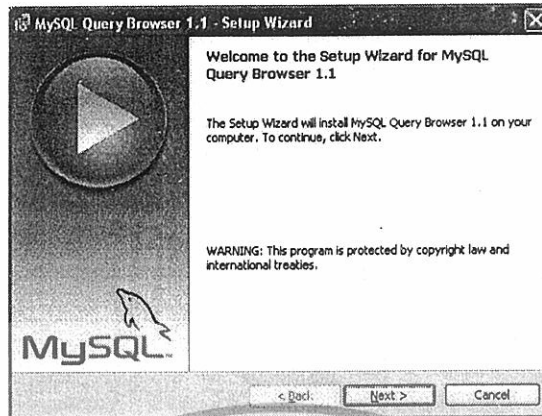 MySQL Query Browser 1.1 - Setup Wizard
Welcome to the Setup Wizard for MySQL
Query Browser 1.1
The Setup Wizard will install MySQL Query Browser 1.1 on your
computer. To continue, click Next.
WARNING: This program is protected by copyright law and
international treaties.
MySQL
< Back
Next >
Cancel